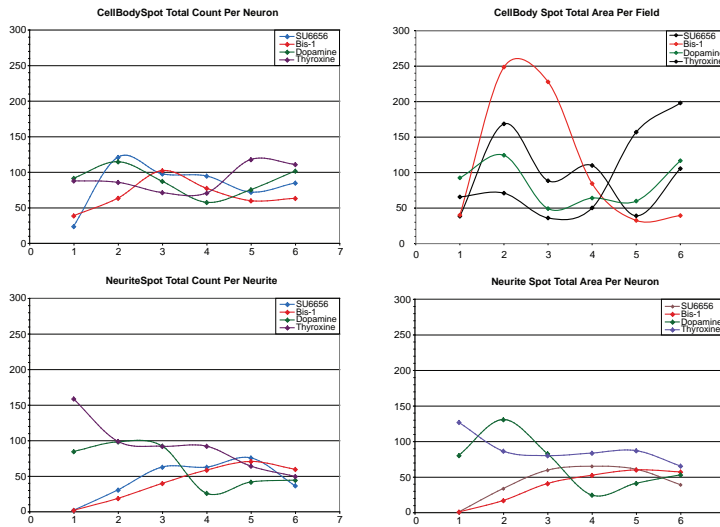 CellBodySpot Total Count Per Neuron
SU6656
Bis-1
Dopamine
Thyroxine
300
250
200
150
100
50
0
0 1 2 3 4 5 6 7
CellBody Spot Total Area Per Field
SU6656
Bis-1
Dopamine
Thyroxine
300
250
200
150
100
50
0
0 1 2 3 4 5 6
NeuriteSpot Total Count Per Neurite
SU6656
Bis-1
Dopamine
Thyroxine
300
250
200
150
100
50
0
0 1 2 3 4 5 6 7
Neurite Spot Total Area Per Neuron
SU6656
Bis-1
Dopamine
Thyroxine
300
250
200
150
100
50
0
0 1 2 3 4 5 6